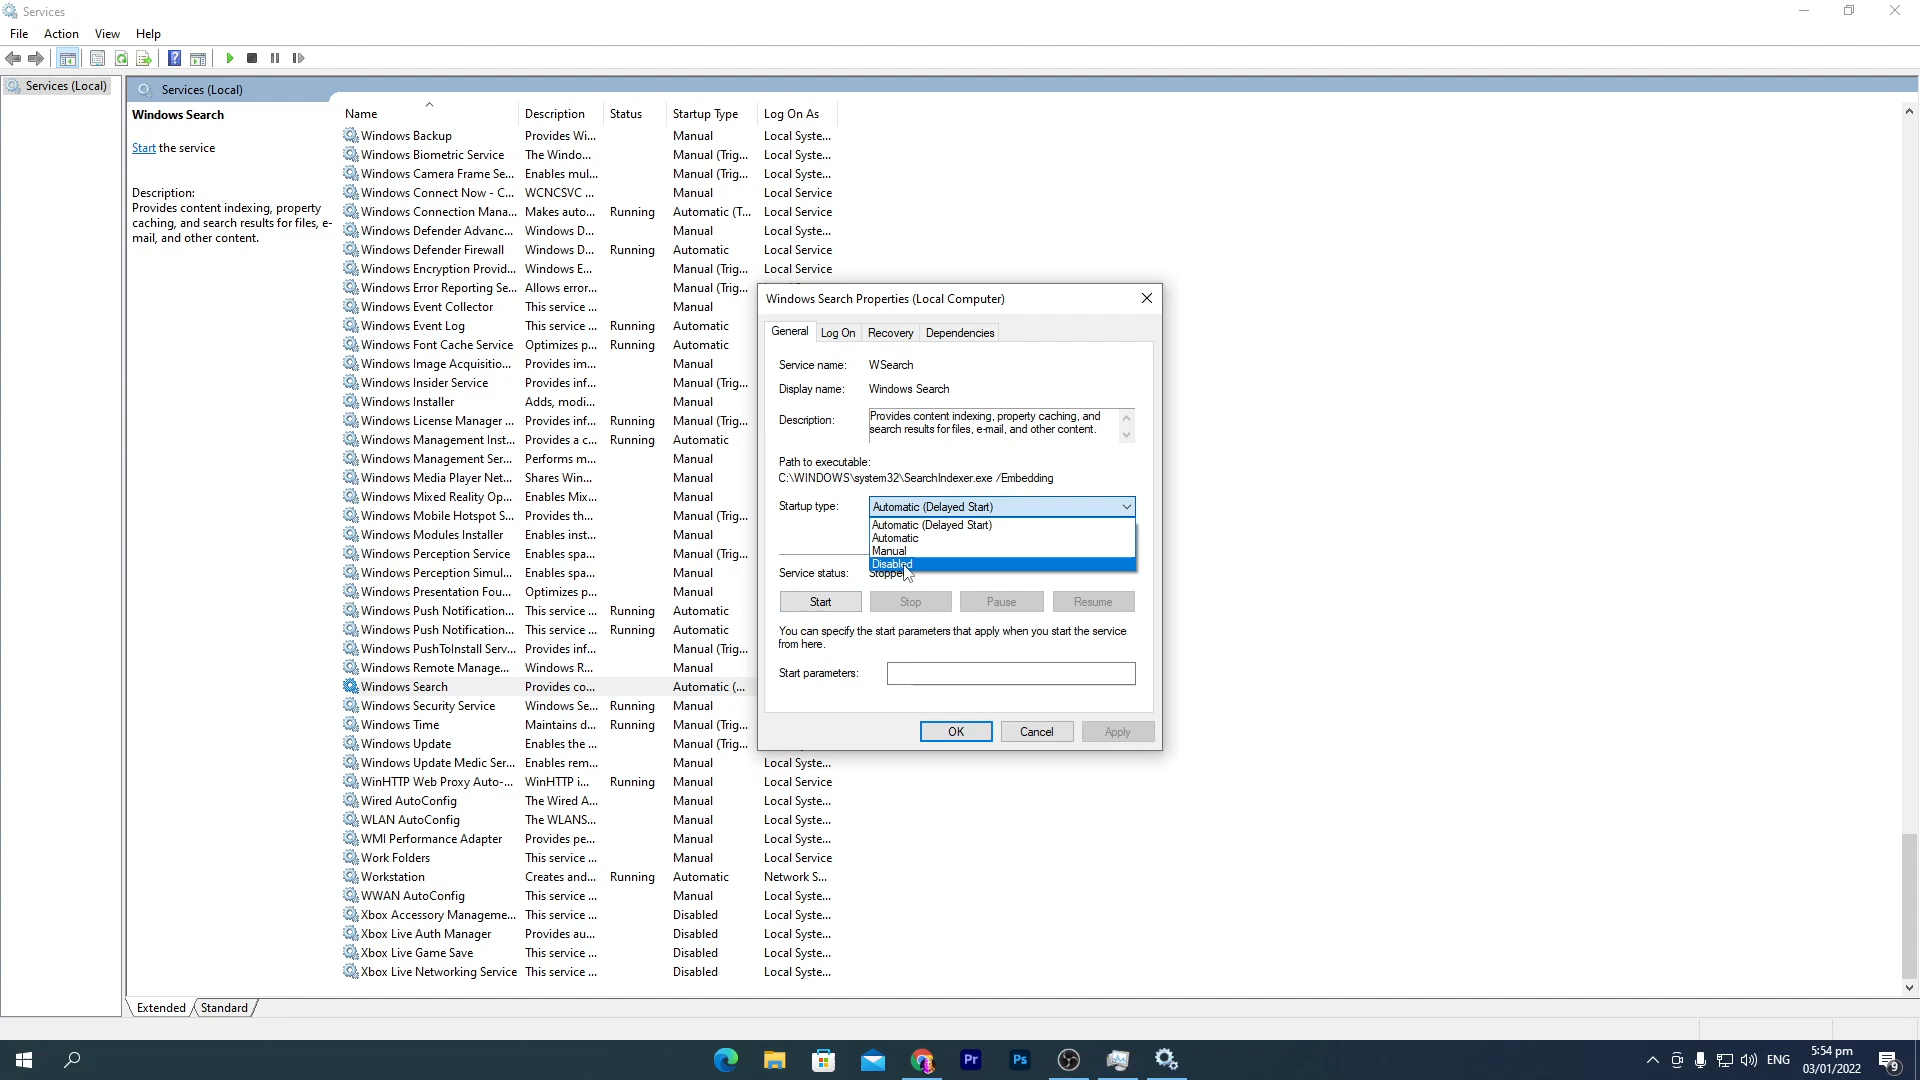 Services
File Action View Help
Services (Local)
Services (Local)
Windows Search
Start the service
Description:
Provides content indexing, property
caching, and search results for files, e-
mail, and other content.
Name Description Status Startup Type Log On As
Windows Backup Provides Wi... Manual Local Syste...
Windows Biometric Service The Windo... Manual (Trig... Local Syste...
Windows Camera Frame Se... Enables mul... Manual (Trig... Local Syste...
Windows Connect Now - C... WCNCSVC ... Manual Local Service
Windows Connection Mana... Makes auto... Running Automatic (T... Local Service
Windows Defender Advanc... Windows D... Manual Local Syste...
Windows Defender Firewall Windows D... Running Automatic Local Service
Windows Encryption Provid... Windows E... Manual (Trig... Local Service
Windows Error Reporting Se... Allows error... Manual (Trig...
Windows Event Collector This service ... Manual
Windows Event Log This service ... Running Automatic
Windows Font Cache Service Optimizes p... Running Automatic
Windows Image Acquisitio... Provides im... Manual
Windows Insider Service Provides inf... Manual (Trig...
Windows Installer Adds, modi... Manual
Windows License Manager ... Provides inf... Running Manual (Trig...
Windows Management Inst... Provides a c... Running Automatic
Windows Management Ser... Performs m... Manual
Windows Media Player Net... Shares Win... Manual
Windows Mixed Reality Op... Enables Mix... Manual
Windows Mobile Hotspot S... Provides th... Manual (Trig...
Windows Modules Installer Enables inst... Manual
Windows Perception Service Enables spa... Manual (Trig...
Windows Perception Simul... Enables spa... Manual
Windows Presentation Fou... Optimizes p... Manual
Windows Push Notification... This service ... Running Automatic
Windows Push Notification... This service ... Running Automatic
Windows PushToInstall Serv... Provides inf... Manual (Trig...
Windows Remote Manage... Windows R... Manual
Windows Search Provides co... Automatic (...
Windows Security Service Windows Se... Running Manual
Windows Time Maintains d... Running Manual (Trig...
Windows Update Enables the ... Manual (Trig...
Windows Update Medic Ser... Enables rem... Manual Local Syste...
WinHTTP Web Proxy Auto-... WinHTTP i... Running Manual Local Service
Wired AutoConfig The Wired A... Manual Local Syste...
WLAN AutoConfig The WLANS... Manual Local Syste...
WMI Performance Adapter Provides pe... Manual Local Syste...
Work Folders This service ... Manual Local Service
Workstation Creates and... Running Automatic Network S...
WWAN AutoConfig This service ... Manual Local Syste...
Xbox Accessory Manageme... This service ... Disabled Local Syste...
Xbox Live Auth Manager Provides au... Disabled Local Syste...
Xbox Live Game Save This service ... Disabled Local Syste...
Xbox Live Networking Service This service ... Disabled Local Syste...
Windows Search Properties (Local Computer)
General Log On Recovery Dependencies
Service name: WSearch
Display name: Windows Search
Description: Provides content indexing, property caching, and
search results for files, e-mail, and other content.
Path to executable:
C:\WINDOWS\system32\SearchIndexer.exe /Embedding
Startup type: Automatic (Delayed Start)
Automatic (Delayed Start)
Automatic
Manual
Disabled
Service status: Stopped
Start Stop Pause Resume
You can specify the start parameters that apply when you start the service
from here.
Start parameters:
OK Cancel Apply
Extended Standard
Pr Ps ENG 5:54 pm
03/01/2022 9